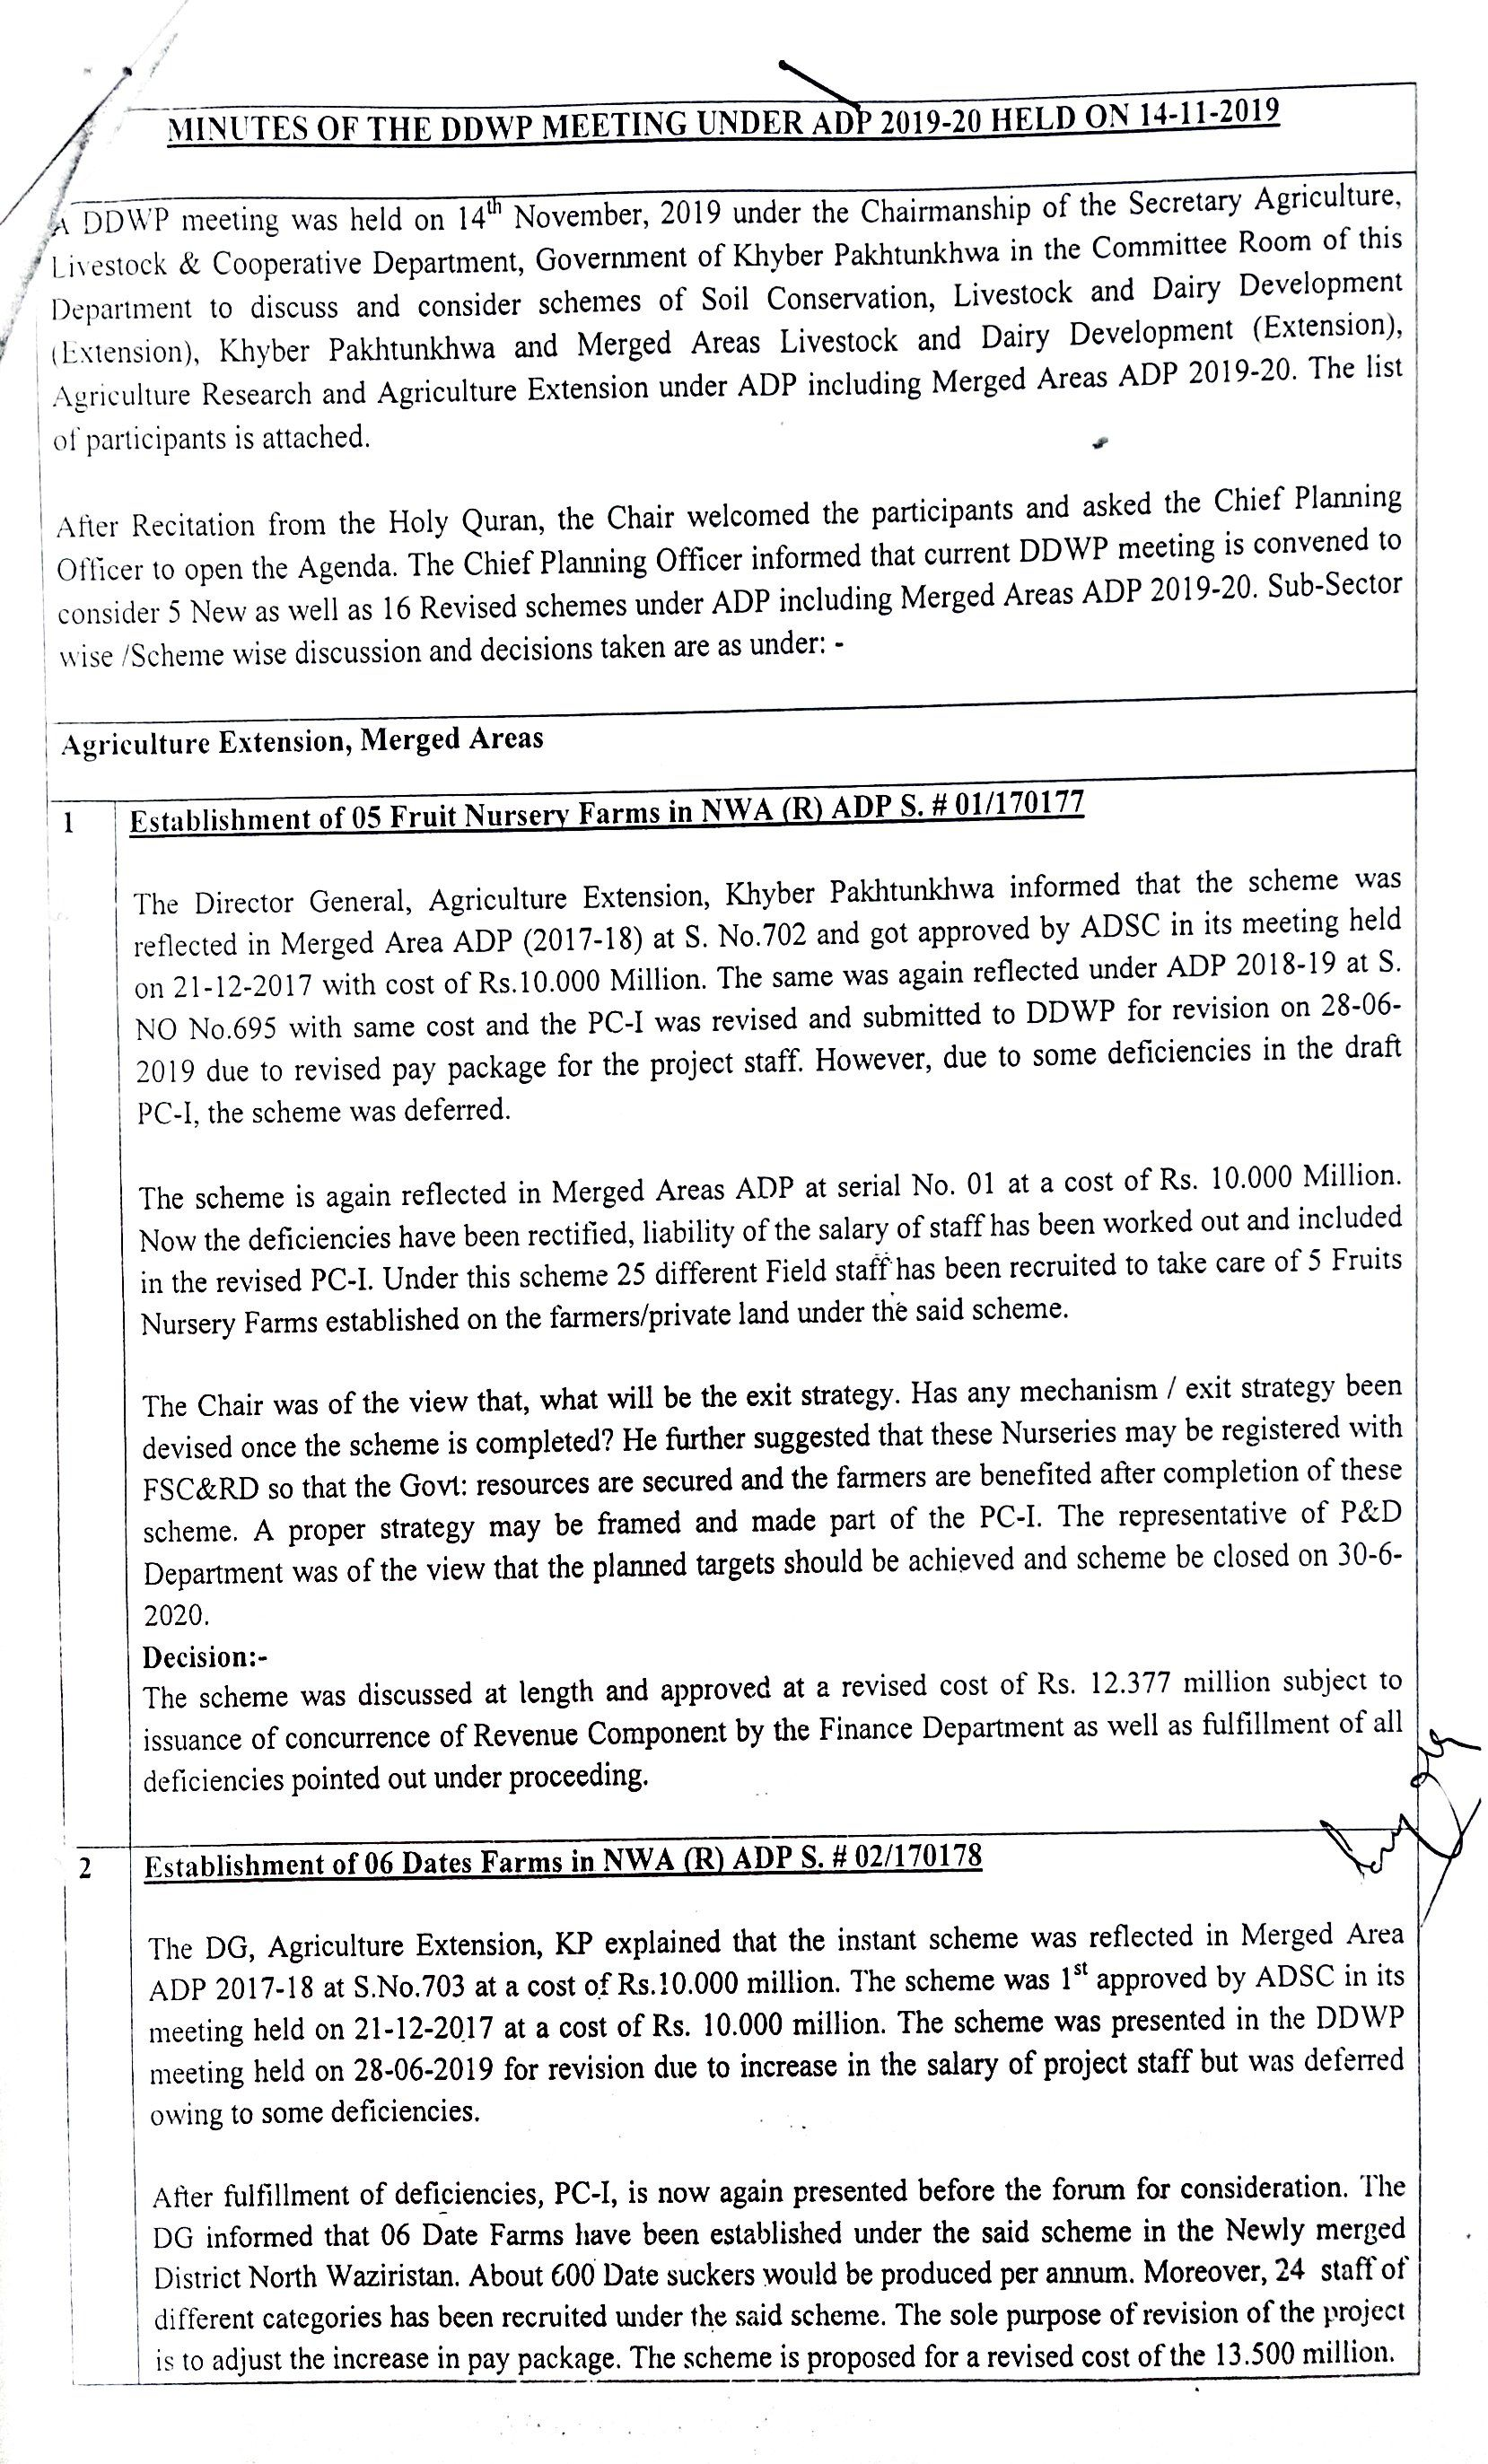 MINUTES OF THE DDWP MEETING UNDER ADP 2019-20 HELD ON 14-11-2019
A DDWP meeting was held on 14th November, 2019 under the Chairmanship of the Secretary Agriculture,
Livestock & Cooperative Department, Government of Khyber Pakhtunkhwa in the Committee Room of this
Department to discuss and consider schemes of Soil Conservation, Livestock and Dairy Development
(Extension), Khyber Pakhtunkhwa and Merged Areas Livestock and Dairy Development (Extension),
Agriculture Research and Agriculture Extension under ADP including Merged Areas ADP 2019-20. The list
of participants is attached.
After Recitation from the Holy Quran, the Chair welcomed the participants and asked the Chief Planning
Officer to open the Agenda. The Chief Planning Officer informed that current DDWP meeting is convened to
consider 5 New as well as 16 Revised schemes under ADP including Merged Areas ADP 2019-20. Sub-Sector
wise /Scheme wise discussion and decisions taken are as under: -
Agriculture Extension, Merged Areas
1 Establishment of 05 Fruit Nursery Farms in NWA (R) ADP S. # 01/170177
The Director General, Agriculture Extension, Khyber Pakhtunkhwa informed that the scheme was
reflected in Merged Area ADP (2017-18) at S. No.702 and got approved by ADSC in its meeting held
on 21-12-2017 with cost of Rs.10.000 Million. The same was again reflected under ADP 2018-19 at S.
NO No.695 with same cost and the PC-I was revised and submitted to DDWP for revision on 28-06-
2019 due to revised pay package for the project staff. However, due to some deficiencies in the draft
PC-I, the scheme was deferred.
The scheme is again reflected in Merged Areas ADP at serial No. 01 at a cost of Rs. 10.000 Million.
Now the deficiencies have been rectified, liability of the salary of staff has been worked out and included
in the revised PC-I. Under this scheme 25 different Field staff has been recruited to take care of 5 Fruits
Nursery Farms established on the farmers/private land under the said scheme.
The Chair was of the view that, what will be the exit strategy. Has any mechanism / exit strategy been
devised once the scheme is completed? He further suggested that these Nurseries may be registered with
FSC&RD so that the Govt: resources are secured and the farmers are benefited after completion of these
scheme. A proper strategy may be framed and made part of the PC-I. The representative of P&D
Department was of the view that the planned targets should be achieved and scheme be closed on 30-6-
2020.
Decision:-
The scheme was discussed at length and approved at a revised cost of Rs. 12.377 million subject to
issuance of concurrence of Revenue Component by the Finance Department as well as fulfillment of all
deficiencies pointed out under proceeding.
2 Establishment of 06 Dates Farms in NWA (R) ADP S. # 02/170178
The DG, Agriculture Extension, KP explained that the instant scheme was reflected in Merged Area
ADP 2017-18 at S.No.703 at a cost of Rs.10.000 million. The scheme was 1st approved by ADSC in its
meeting held on 21-12-2017 at a cost of Rs. 10.000 million. The scheme was presented in the DDWP
meeting held on 28-06-2019 for revision due to increase in the salary of project staff but was deferred
owing to some deficiencies.
After fulfillment of deficiencies, PC-I, is now again presented before the forum for consideration. The
DG informed that 06 Date Farms have been established under the said scheme in the Newly merged
District North Waziristan. About 600 Date suckers would be produced per annum. Moreover, 24 staff of
different categories has been recruited under the said scheme. The sole purpose of revision of the project
is to adjust the increase in pay package. The scheme is proposed for a revised cost of the 13.500 million.